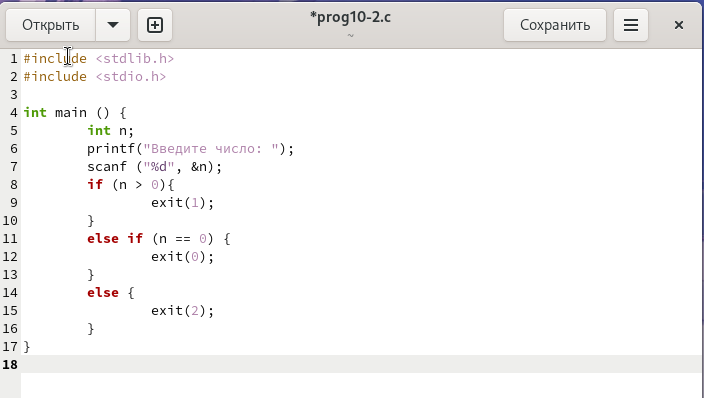 Открыть
*prog10-2.c
~
Сохранить
1 #include <stdlib.h>
2 #include <stdio.h>
3
4 int main () {
5         int n;
6         printf("Введите число: ");
7         scanf ("%d", &n);
8         if (n > 0){
9                 exit(1);
10         }
11         else if (n == 0) {
12                 exit(0);
13         }
14         else {
15                 exit(2);
16         }
17 }
18